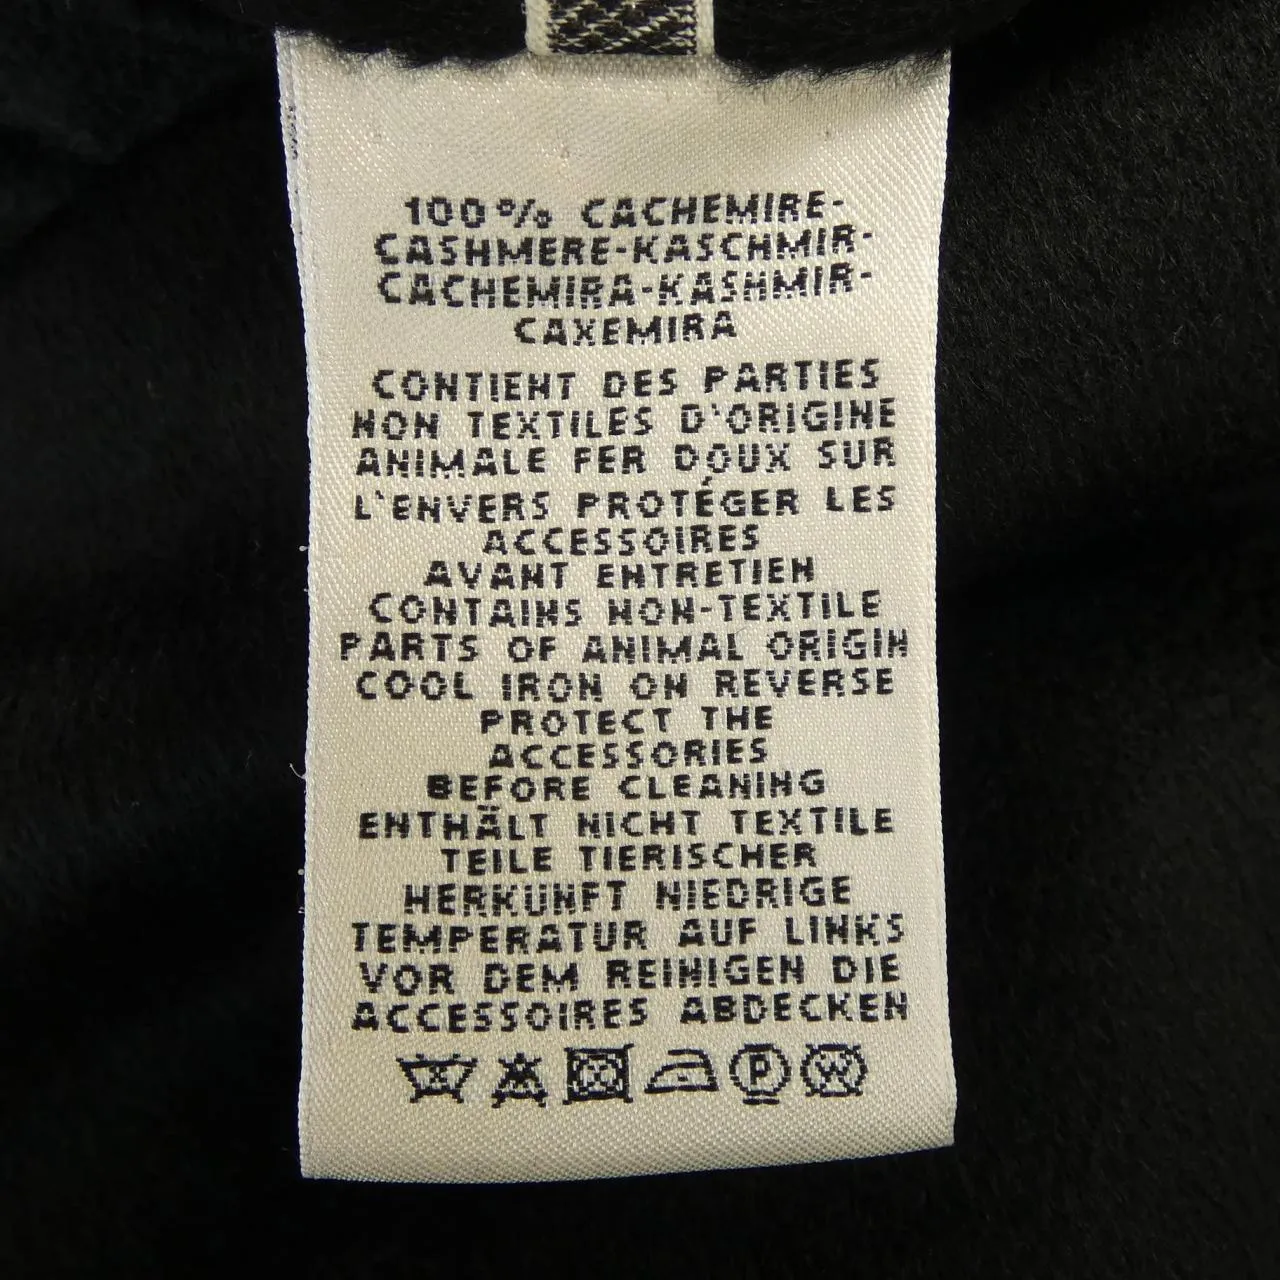 100% CACHEMIRE-
CASHMERE-KASCHMIR-
CACHEMIRA-KASHMIR-
CAXEMIRA
CONTIENT DES PARTIES
NON TEXTILES D'ORIGINE
ANIMALE FER DOUX SUR
L'ENVERS PROTÉGER LES
ACCESSOIRES
AVANT ENTRETIEN
CONTAINS NON-TEXTILE
PARTS OF ANIMAL ORIGIN
COOL IRON ON REVERSE
PROTECT THE
ACCESSORIES
BEFORE CLEANING
ENTHÄLT NICHT TEXTILE
TEILE TIERISCHER
HERKUNFT NIEDRIGE
TEMPERATUR AUF LINKS
VOR DEM REINIGEN DIE
ACCESSOIRES ABDECKEN
P W